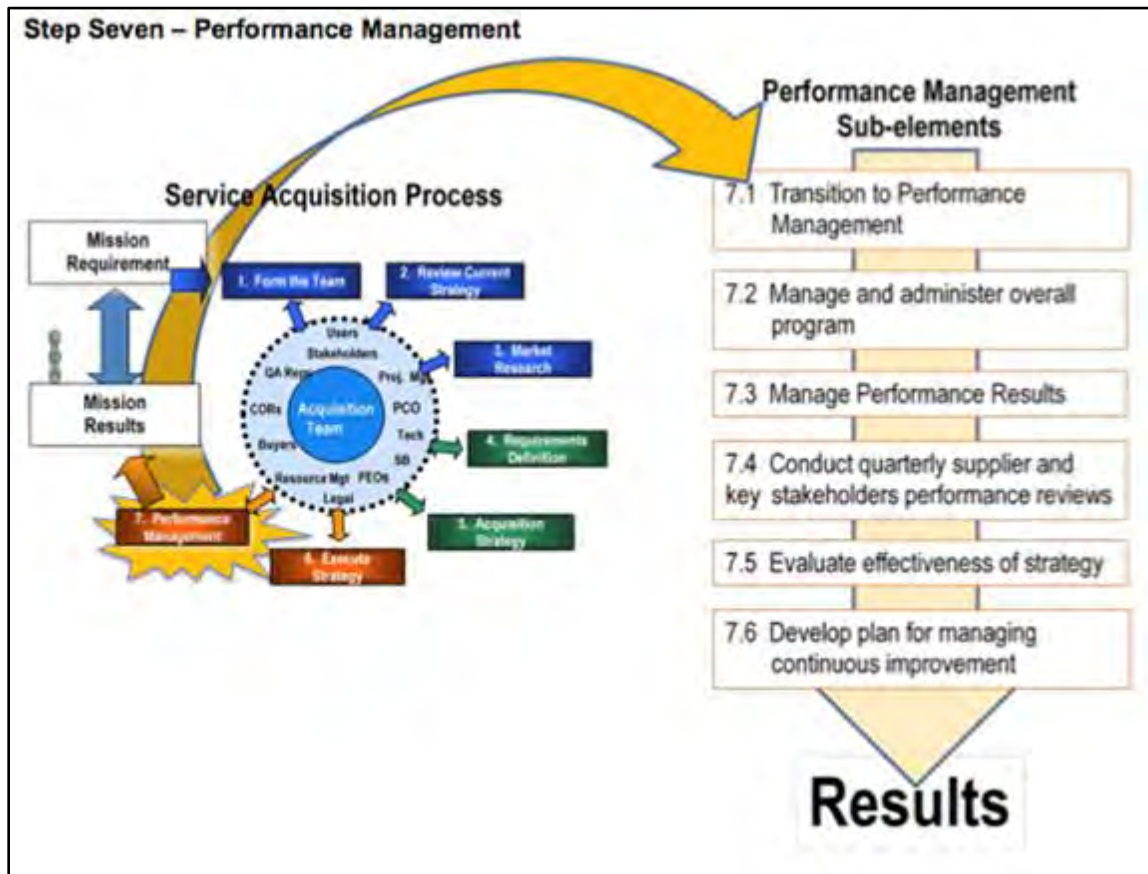 Step Seven – Performance Management
Service Acquisition Process
Mission
Requirement
Mission
Results
1. Form the Team
2. Review Current
Strategy
3. Market
Research
4. Requirements
Definition
5. Acquisition
Strategy
6. Execute
Strategy
7. Performance
Management
Users
Stakeholders
QA Reps
Proj. Mgt
CORs
PCO
Acquisition
Team
Tech
Buyers
SB
Resource Mgt
PEOs
Legal
Performance Management
Sub-elements
7.1 Transition to Performance
Management
7.2 Manage and administer overall
program
7.3 Manage Performance Results
7.4 Conduct quarterly supplier and
key stakeholders performance reviews
7.5 Evaluate effectiveness of strategy
7.6 Develop plan for managing
continuous improvement
Results